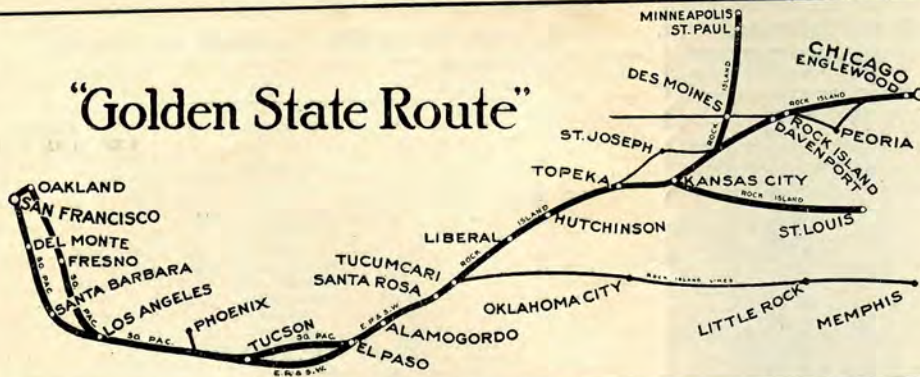 "Golden State Route"
MINNEAPOLIS
ST. PAUL
ROCK ISLAND
DES MOINES
CHICAGO
ENGLEWOOD
ROCK ISLAND
PEORIA
ROCK ISLAND
DAVENPORT
ST. JOSEPH
TOPEKA
KANSAS CITY
ROCK ISLAND
ST. LOUIS
HUTCHINSON
ROCK ISLAND
LIBERAL
TUCUMCARI
SANTA ROSA
OKLAHOMA CITY
ROCK ISLAND LINES
LITTLE ROCK
MEMPHIS
E.P. & S.W.
ALAMOGORDO
EL PASO
SO. PAC.
E.P. & S.W.
TUCSON
PHOENIX
SO. PAC.
LOS ANGELES
SANTA BARBARA
SO. PAC.
SO. PAC.
FRESNO
DEL MONTE
SAN FRANCISCO
OAKLAND